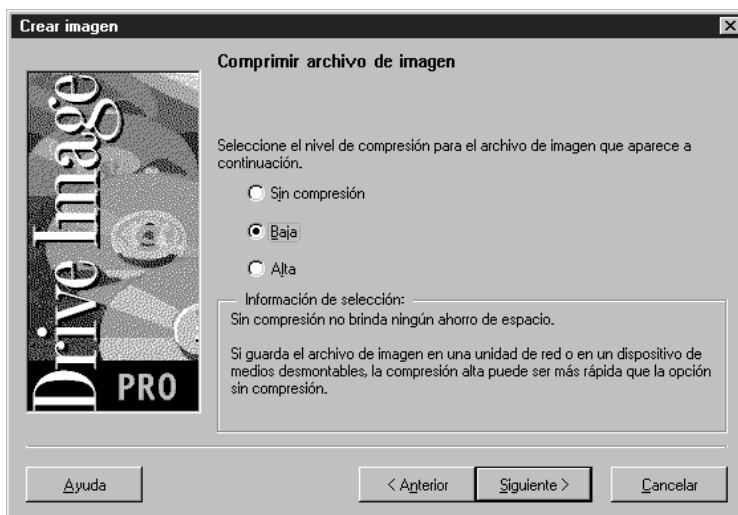 Crear imagen
Comprimir archivo de imagen
Drive Image
PRO
Seleccione el nivel de compresión para el archivo de imagen que aparece a
continuación.
Sin compresión
Baja
Alta
Información de selección:
Sin compresión no brinda ningún ahorro de espacio.
Si guarda el archivo de imagen en una unidad de red o en un dispositivo de
medios desmontables, la compresión alta puede ser más rápida que la opción
sin compresión.
Ayuda
< Anterior
Siguiente >
Cancelar